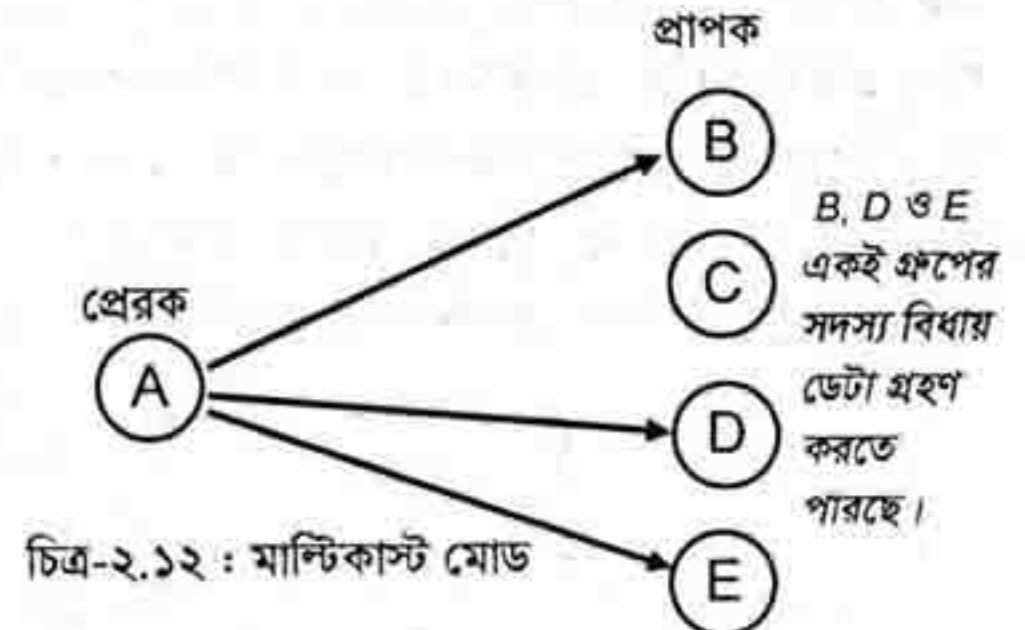 প্রাপক
B
B, D ও E
একই গ্রুপের
সদস্য বিধায়
ডেটা গ্রহণ
করতে
পারছে।
C
প্রেরক
A
D
E
চিত্র-২.১২ : মাল্টিকাস্ট মোড